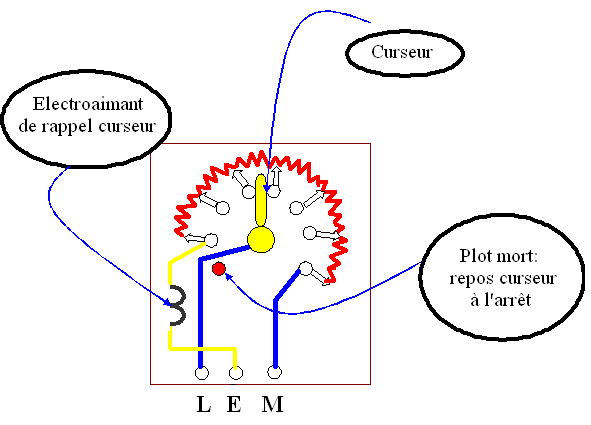 Curseur
Electroaimant
de rappel curseur
Plot mort:
repos curseur
à l'arrêt
L E M